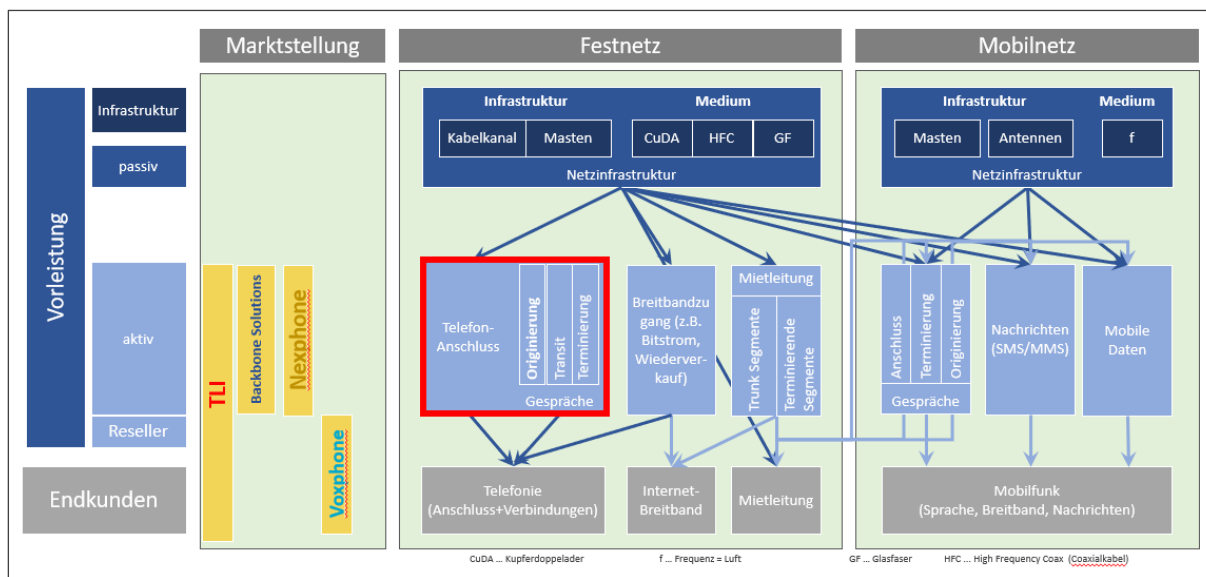 Marktstellung
Festnetz
Mobilnetz
Vorleistung
Infrastruktur
passiv
aktiv
Reseller
Endkunden
TLI
Backbone Solutions
Nexphone
Voxphone
Infrastruktur
Medium
Kabelkanal
Masten
CuDA
HFC
GF
Netzinfrastruktur
Infrastruktur
Medium
Masten
Antennen
f
Netzinfrastruktur
Telefon-
Anschluss
Originierung
Transit
Terminierung
Gespräche
Breitbandzu
gang (z.B.
Bitstrom,
Wiederver-
kauf)
Mietleitung
Trunk Segmente
Terminierende
Segmente
Anschluss
Terminierung
Originierung
Gespräche
Nachrichten
(SMS/MMS)
Mobile
Daten
Telefonie
(Anschluss+Verbindungen)
Internet-
Breitband
Mietleitung
Mobilfunk
(Sprache, Breitband, Nachrichten)
CuDA ... Kupferdoppelader
f ... Frequenz = Luft
GF ... Glasfaser
HFC ... High Frequency Coax (Coaxialkabel)